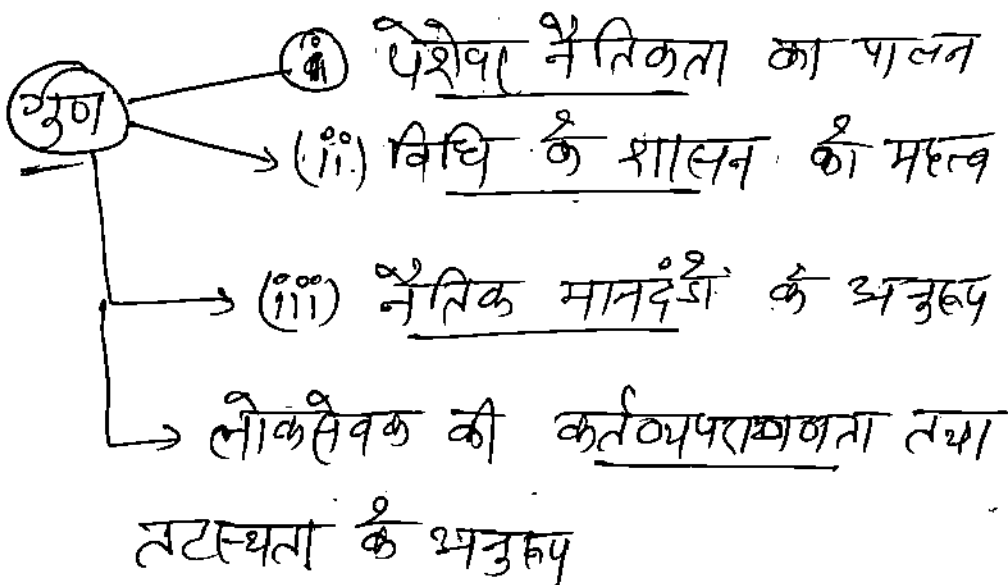 गुण
(i) पेशेवर नैतिकता का पालन
(ii) विधि के शासन को महत्व
(iii) नैतिक मानदंडों के अनुरूप
लोकसेवक की कर्तव्यपरायणता तथा
तटस्थता के अनुरूप